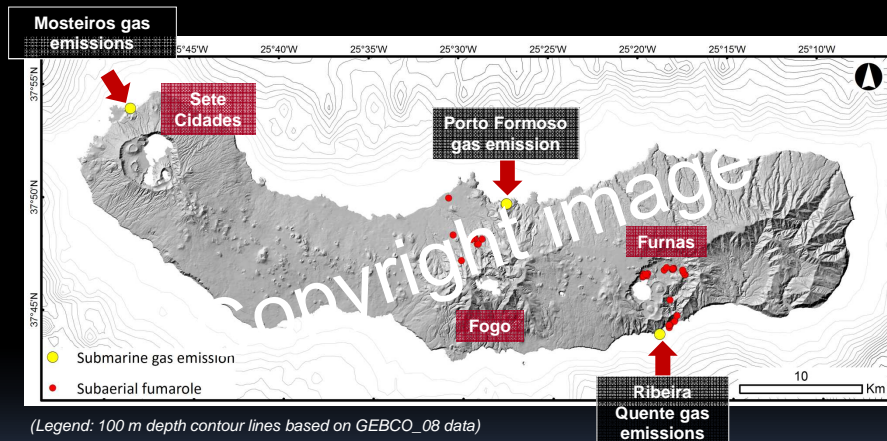 Mosteiros gas
emissions
5°45'W 25°40'W 25°35'W 25°30'W 25°25'W 25°20'W 25°15'W 25°10'W
37°55'N
Sete
Cidades
Porto Formoso
gas emission
37°50'N
copyright image
Furnas
37°45'N
Fogo
Submarine gas emission
Subaerial fumarole
10
Km
Ribeira
Quente gas
emissions
(Legend: 100 m depth contour lines based on GEBCO_08 data)